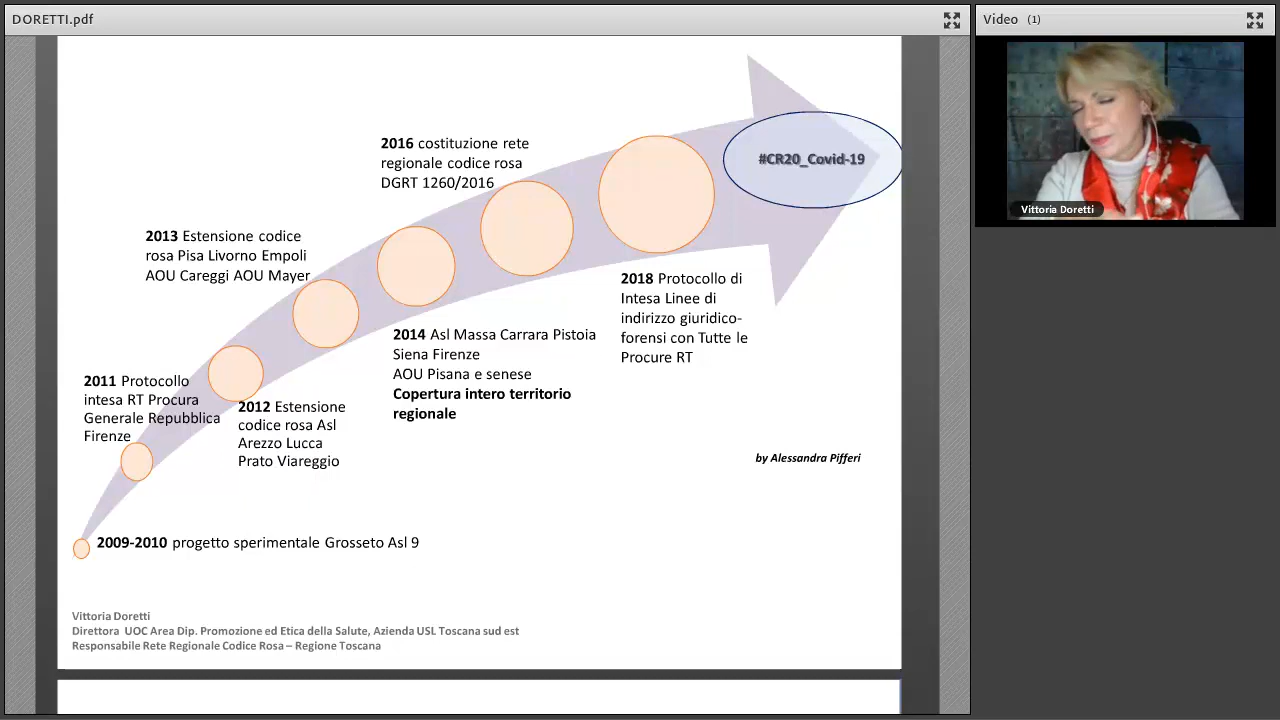 DORETTI.pdf
Video (1)
Vittoria Doretti
#CR20_Covid-19
2016 costituzione rete
regionale codice rosa
DGRT 1260/2016
2013 Estensione codice
rosa Pisa Livorno Empoli
AOU Careggi AOU Mayer
2018 Protocollo di
Intesa Linee di
indirizzo giuridico-
forensi con Tutte le
Procure RT
2014 Asl Massa Carrara Pistoia
Siena Firenze
AOU Pisana e senese
Copertura intero territorio
regionale
2011 Protocollo
intesa RT Procura
Generale Repubblica
Firenze
2012 Estensione
codice rosa Asl
Arezzo Lucca
Prato Viareggio
by Alessandra Pifferi
2009-2010 progetto sperimentale Grosseto Asl 9
Vittoria Doretti
Direttora UOC Area Dip. Promozione ed Etica della Salute, Azienda USL Toscana sud est
Responsabile Rete Regionale Codice Rosa – Regione Toscana